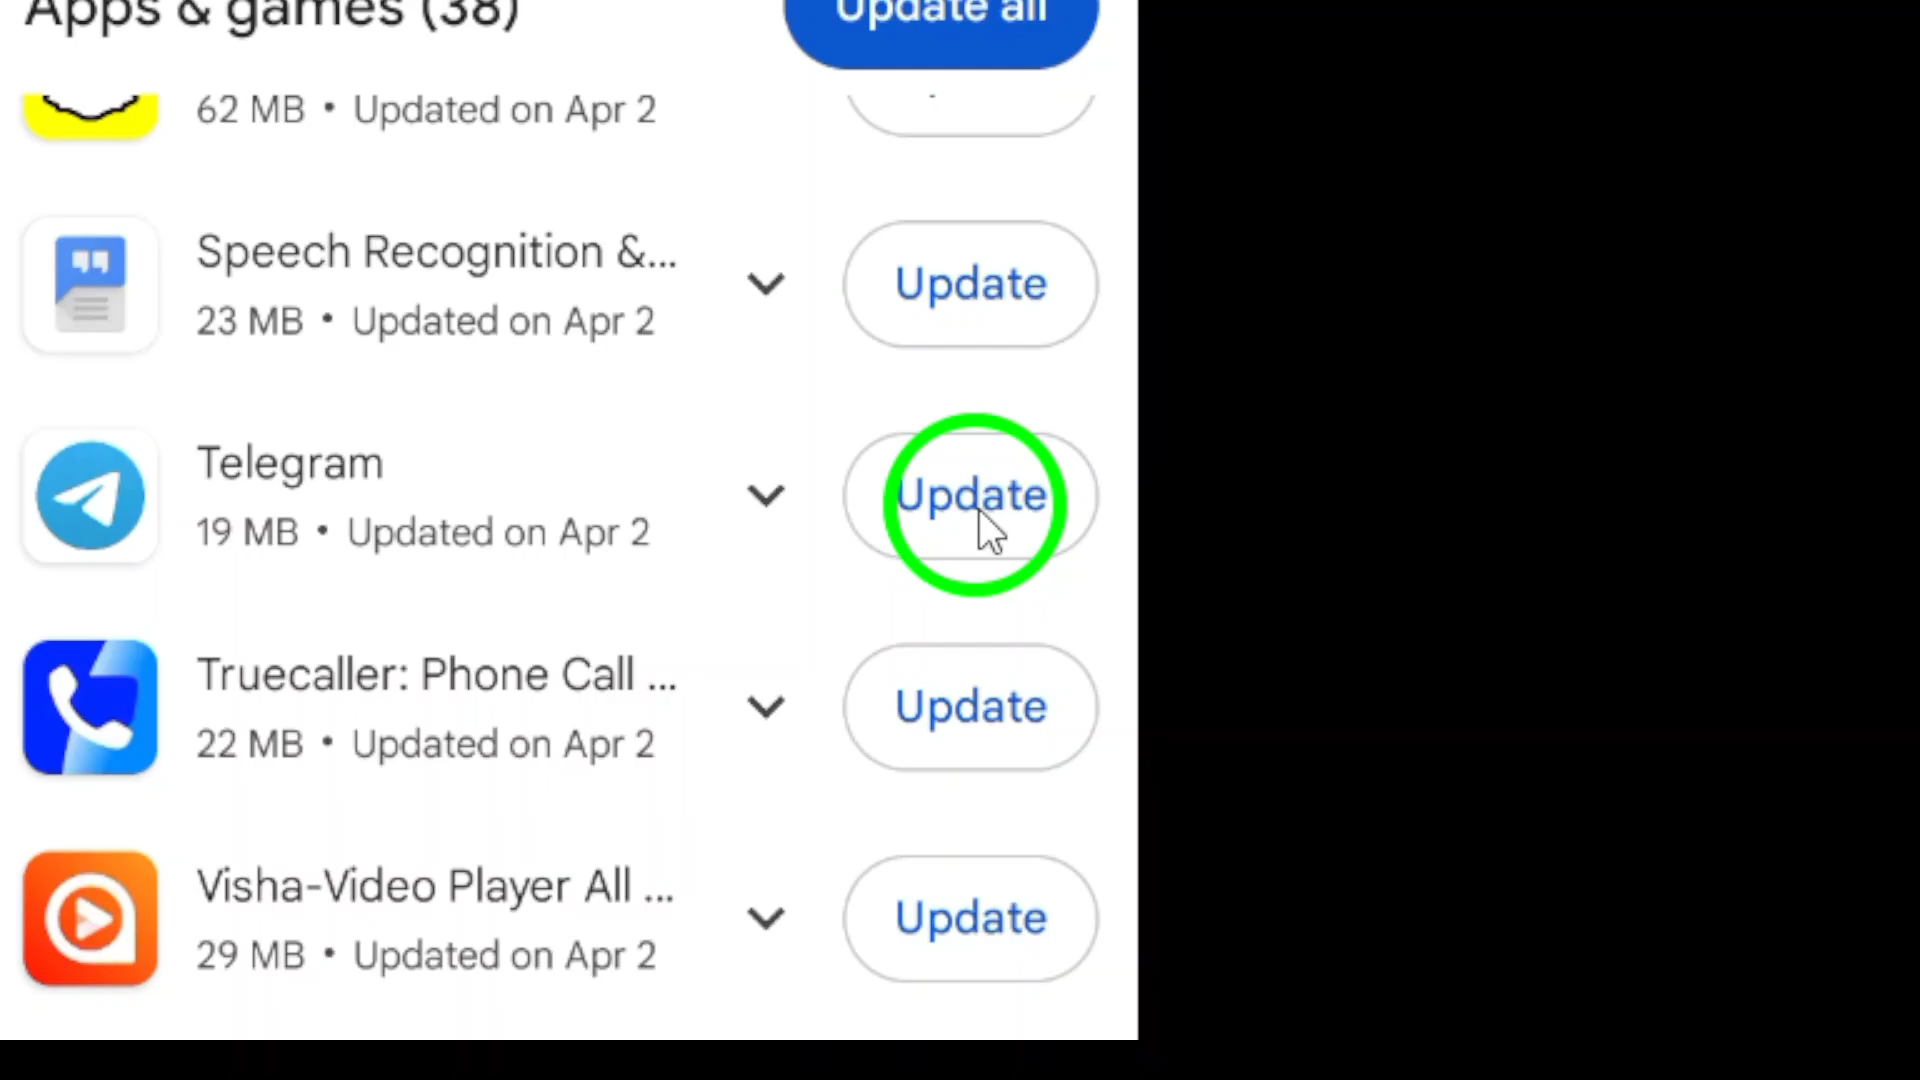 Apps & games (38)
Update all
62 MB • Updated on Apr 2
Speech Recognition &...
23 MB • Updated on Apr 2
Update
Telegram
19 MB • Updated on Apr 2
Update
Truecaller: Phone Call ...
22 MB • Updated on Apr 2
Update
Visha-Video Player All ...
29 MB • Updated on Apr 2
Update